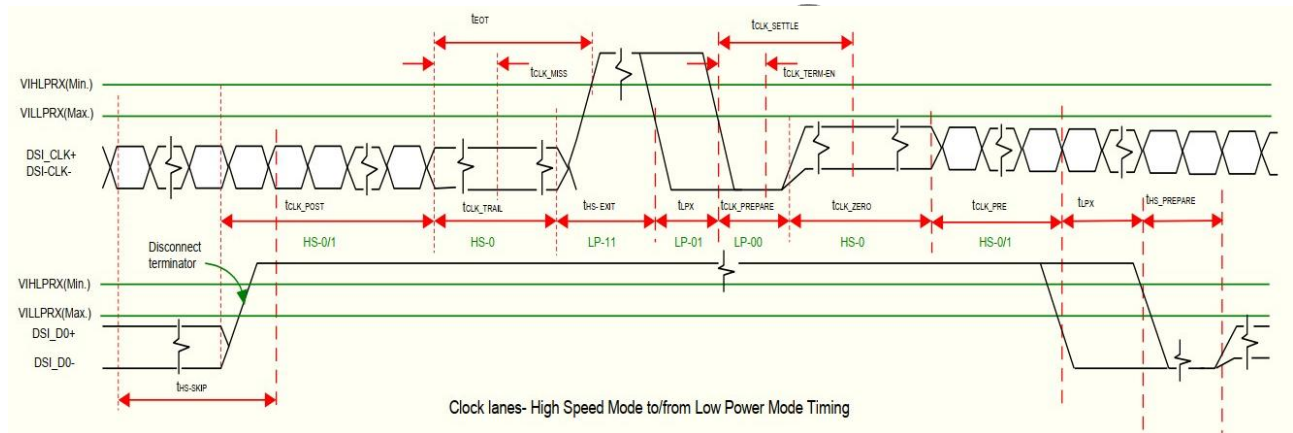 tEOT
tCLK_SETTLE
tCLK_MISS
tCLK_TERM-EN
VIHLPRX(Min.)
VILLPRX(Max.)
DSI_CLK+
DSI-CLK-
tCLK_POST tCLK_TRAIL tHS- EXIT tLPX tCLK_PREPARE tCLK_ZERO tCLK_PRE tLPX tHS_PREPARE
HS-0/1 HS-0 LP-11 LP-01 LP-00 HS-0 HS-0/1
Disconnect
terminator
VIHLPRX(Min.)
VILLPRX(Max.)
DSI_D0+
DSI_D0-
tHS-SKIP
Clock lanes- High Speed Mode to/from Low Power Mode Timing